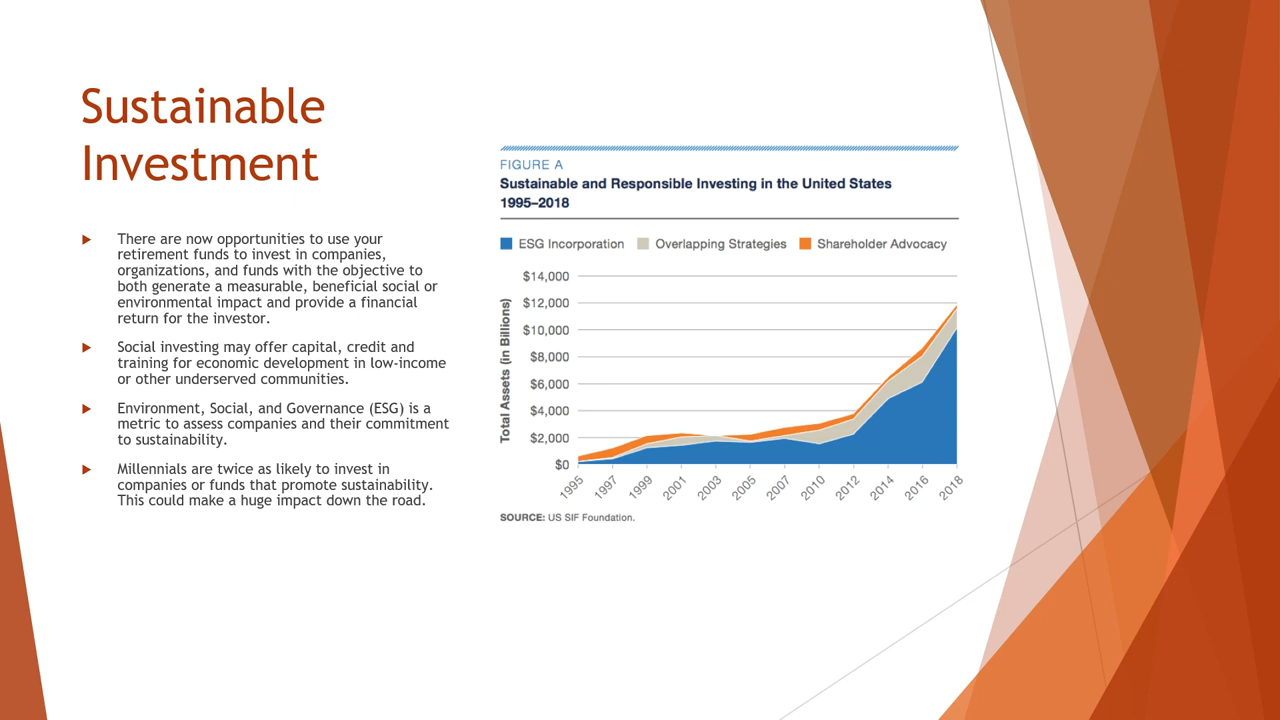 Sustainable
Investment
There are now opportunities to use your
retirement funds to invest in companies,
organizations, and funds with the objective to
both generate a measurable, beneficial social or
environmental impact and provide a financial
return for the investor.
Social investing may offer capital, credit and
training for economic development in low-income
or other underserved communities.
Environment, Social, and Governance (ESG) is a
metric to assess companies and their commitment
to sustainability.
Millennials are twice as likely to invest in
companies or funds that promote sustainability.
This could make a huge impact down the road.
FIGURE A
Sustainable and Responsible Investing in the United States
1995–2018
ESG Incorporation Overlapping Strategies Shareholder Advocacy
Total Assets (in Billions)
$14,000
$12,000
$10,000
$8,000
$6,000
$4,000
$2,000
$0
1995 1997 1999 2001 2003 2005 2007 2010 2012 2014 2016 2018
SOURCE: US SIF Foundation.